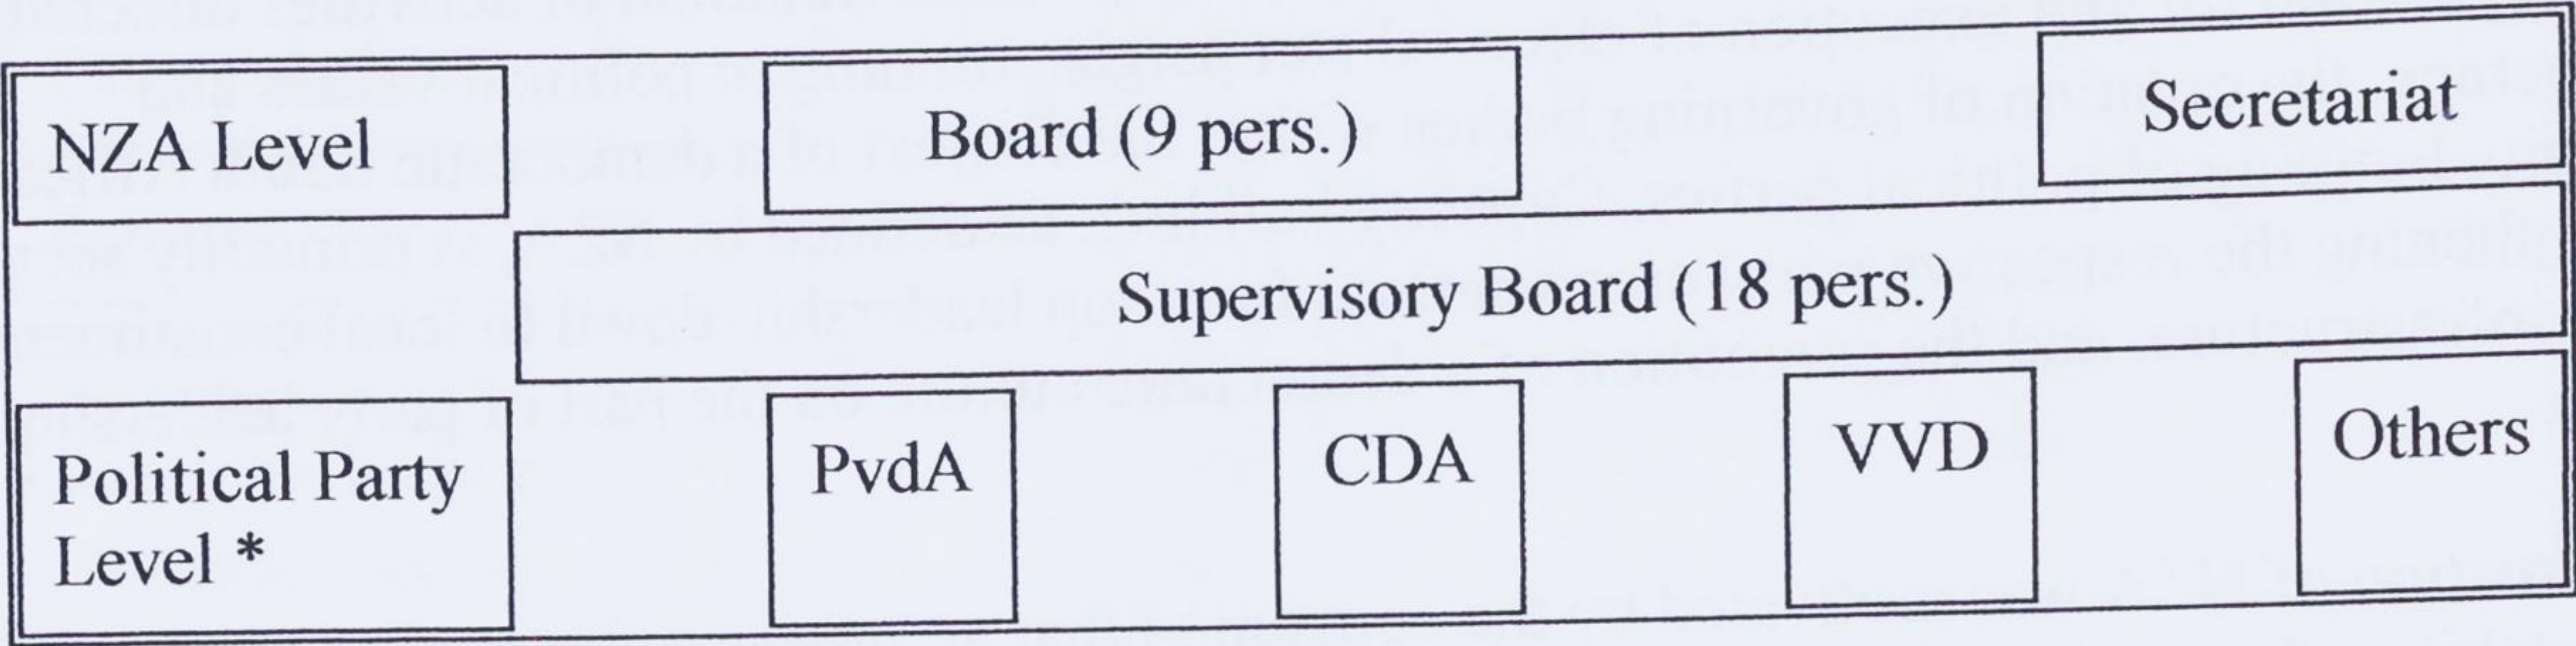 NZA Level
Board (9 pers.)
Secretariat
Supervisory Board (18 pers.)
Political Party
Level *
PvdA
CDA
VVD
Others